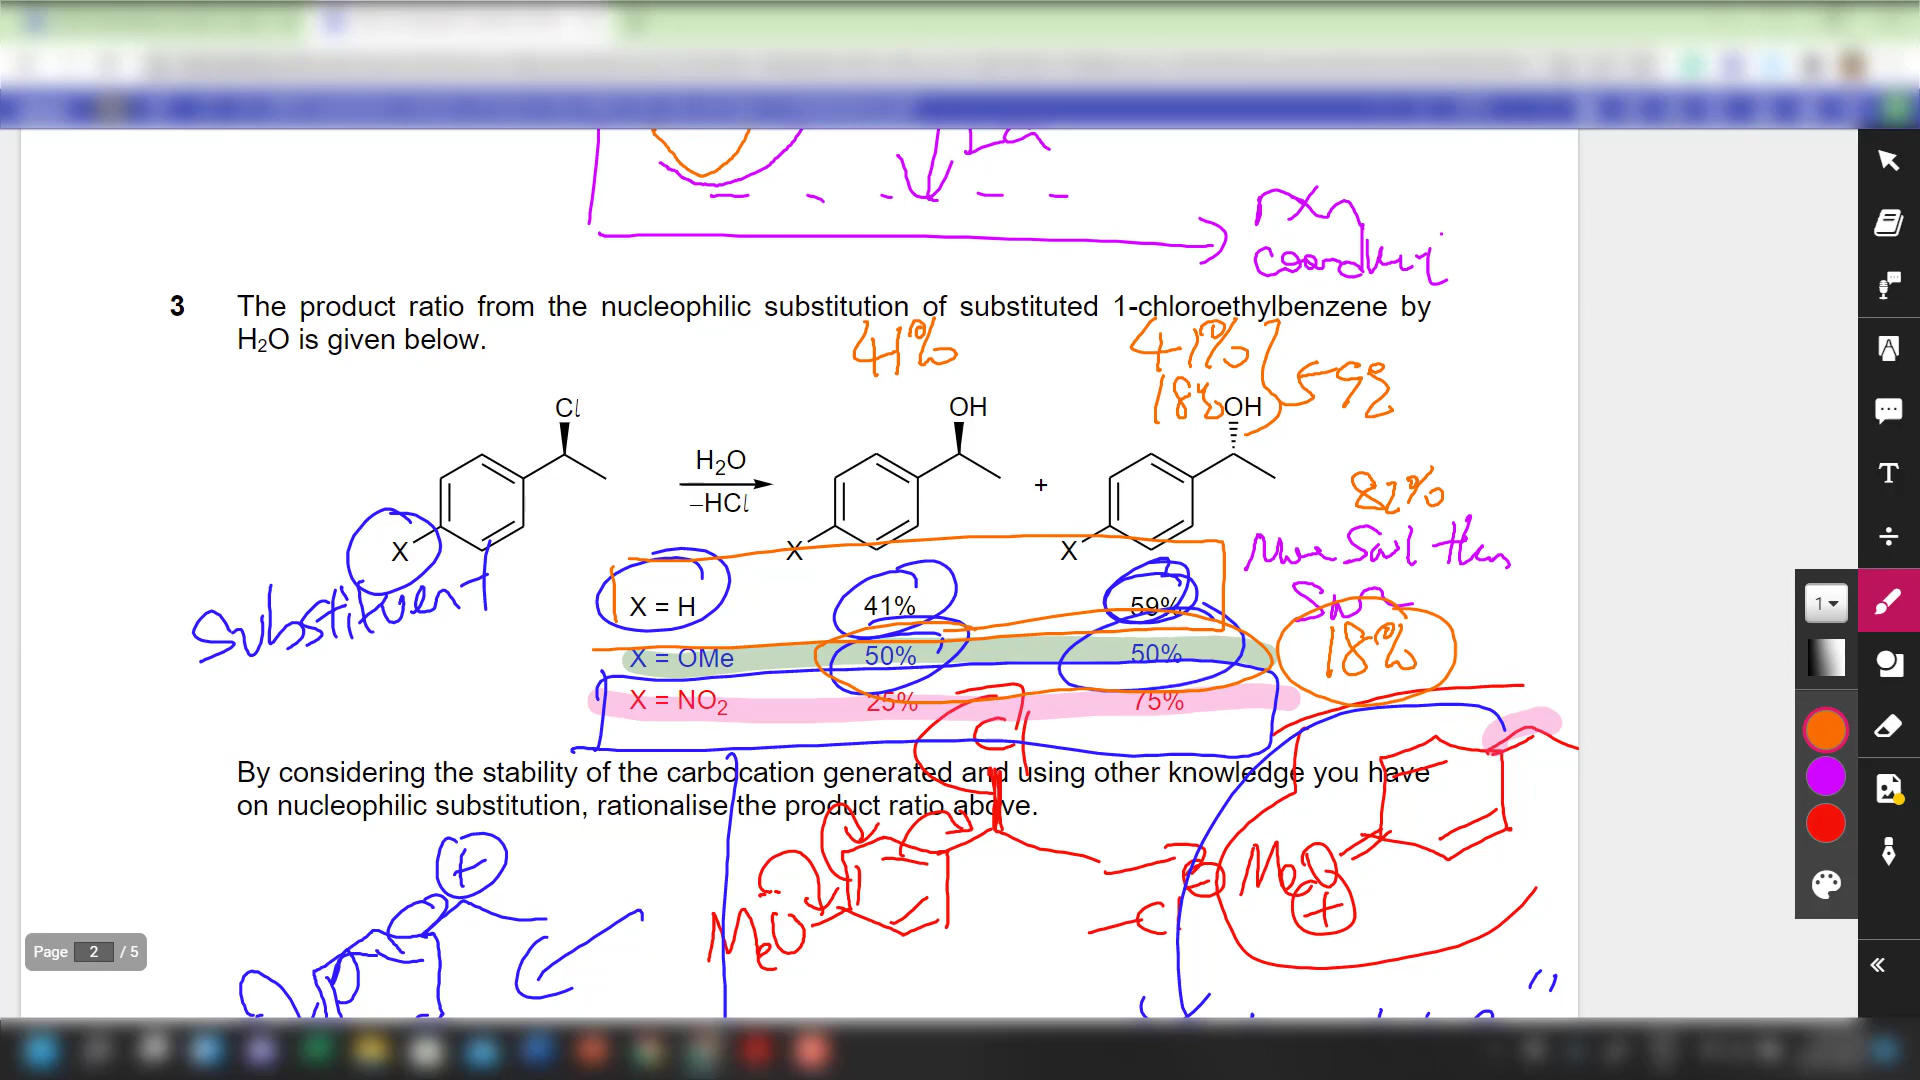 rxn
3 The product ratio from the nucleophilic substitution of substituted 1-chloroethylbenzene by
H₂O is given below.
41%
41%
18%
59%
Cl
OH
OH
H₂O
–HCl
+
X
X
X
82%
More SN1 than
SN2
substituent
X = H 41% 59%
X = OMe 50% 50%
18%
X = NO₂ 25% 75%
Cl
By considering the stability of the carbocation generated and using other knowledge you have
on nucleophilic substitution, rationalise the product ratio above.
+
MeO
MeO
+
Page 2 / 5
1